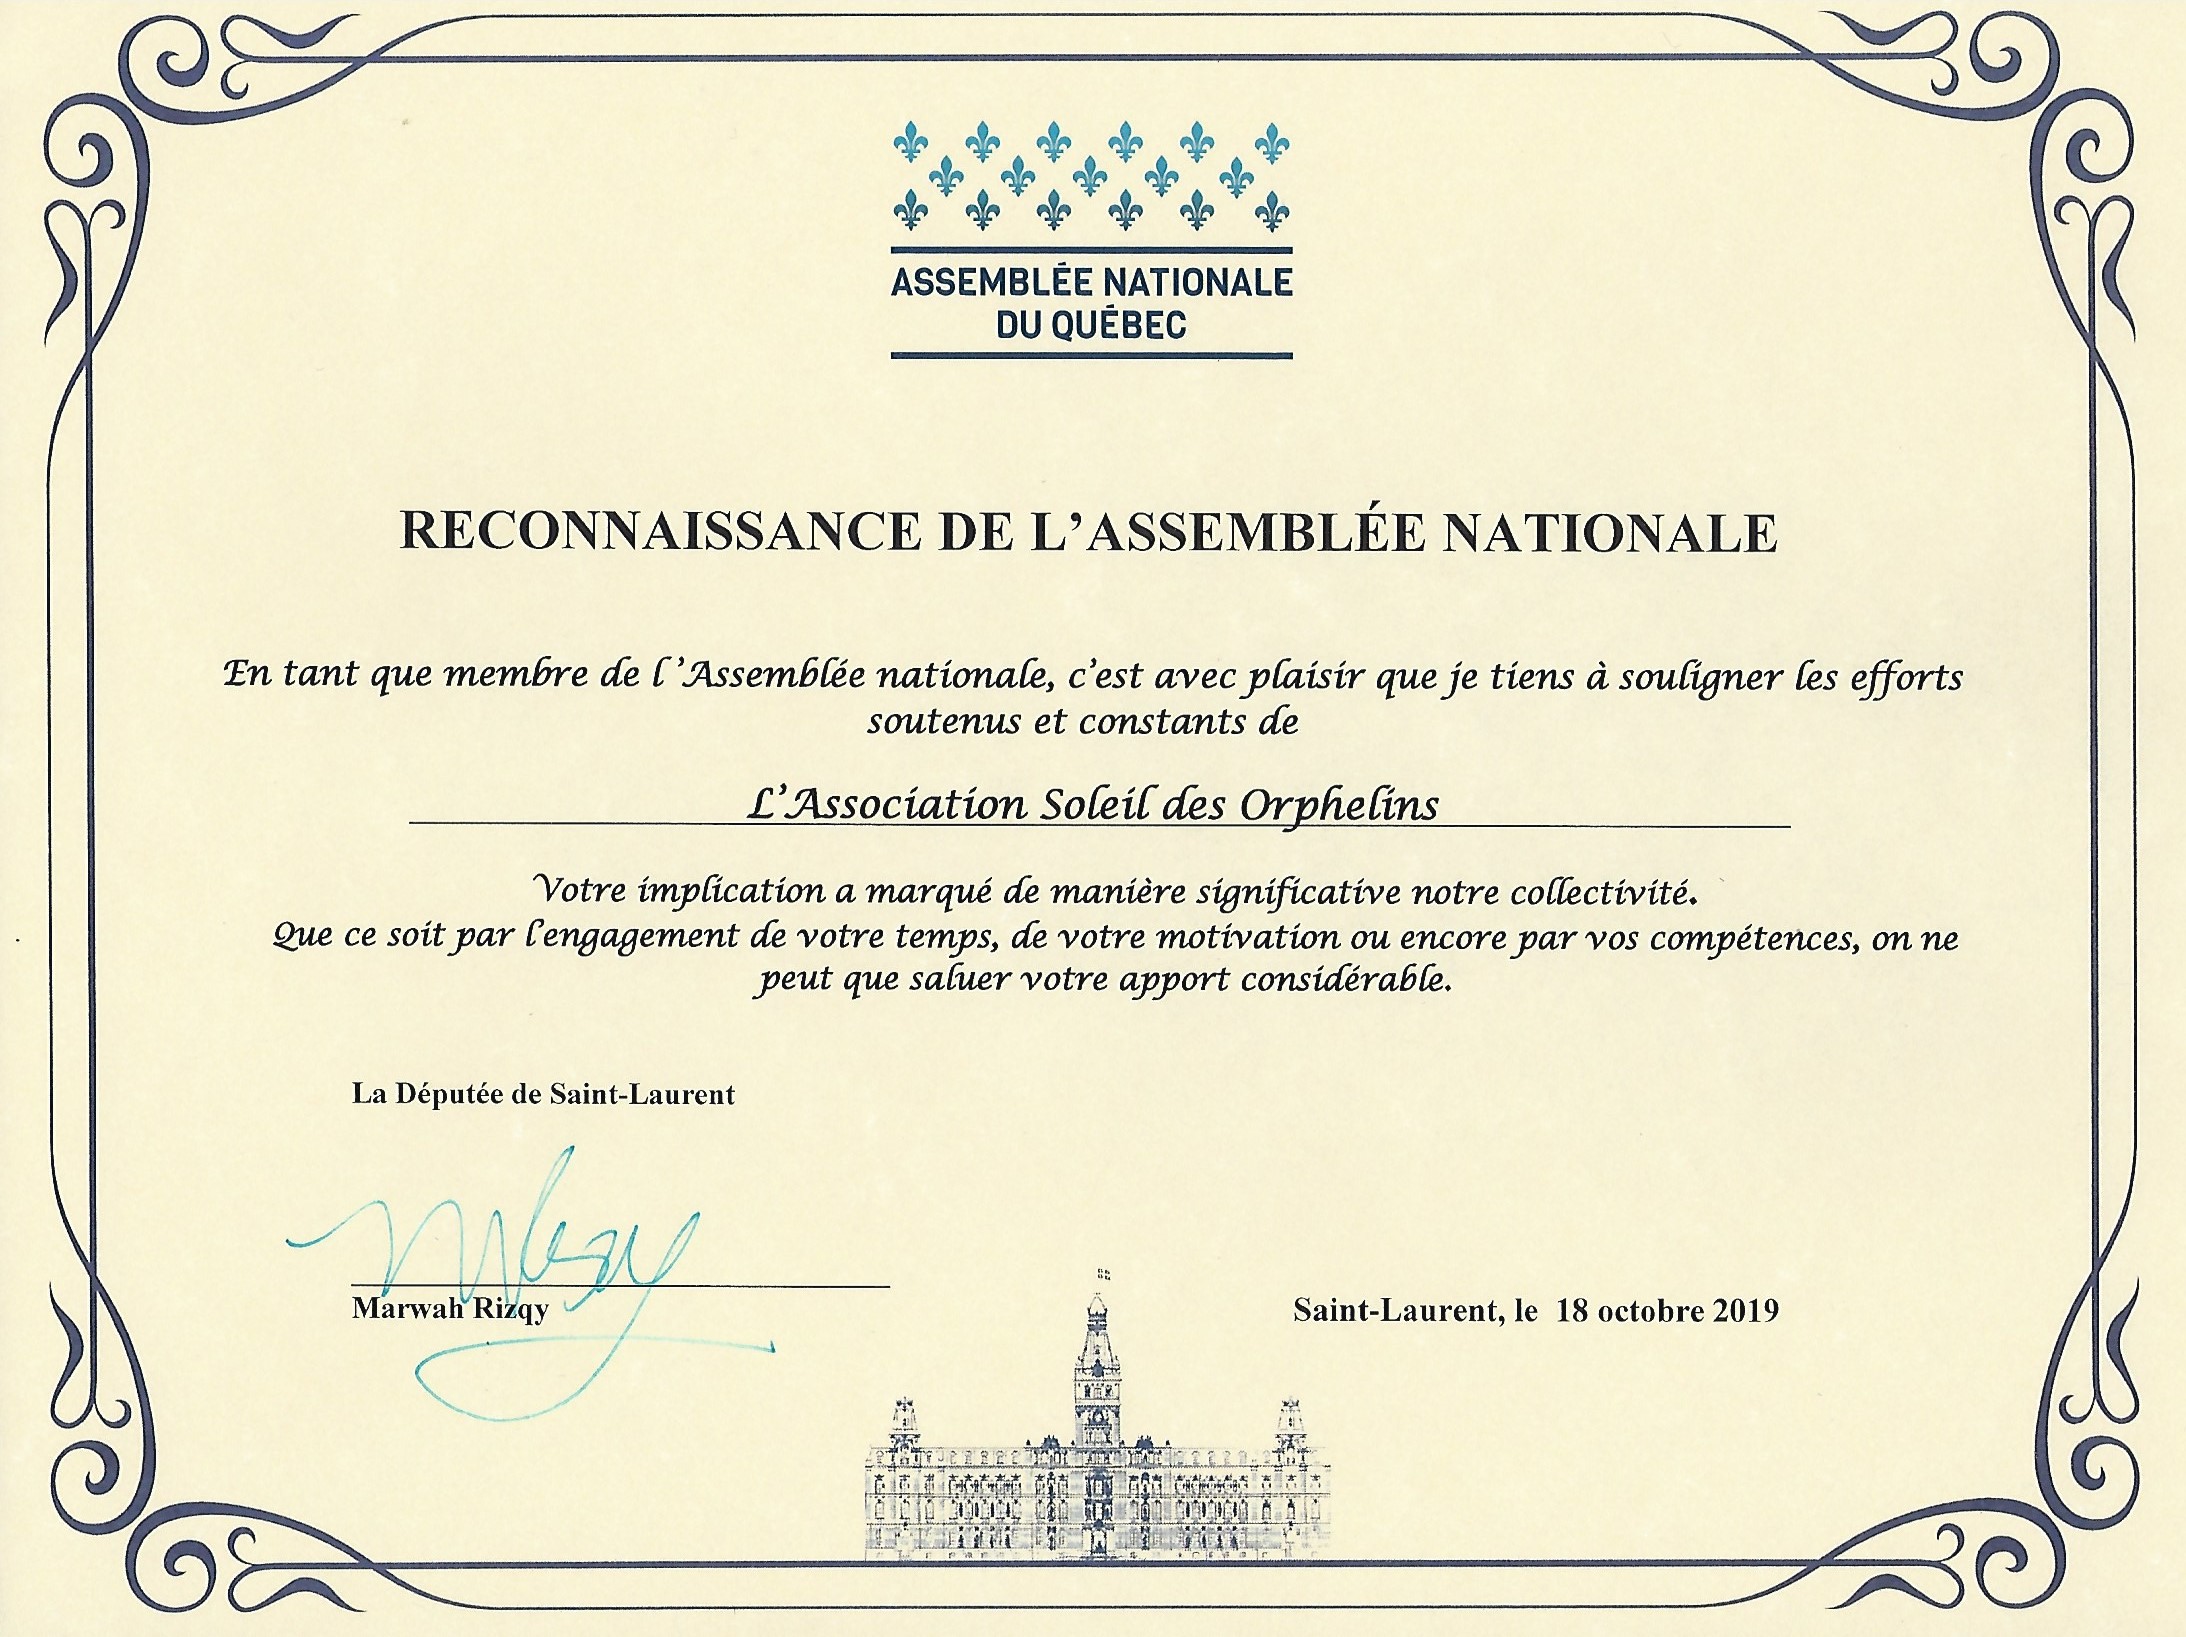 ASSEMBLÉE NATIONALE
DU QUÉBEC
RECONNAISSANCE DE L'ASSEMBLÉE NATIONALE
En tant que membre de l'Assemblée nationale, c'est avec plaisir que je tiens à souligner les efforts
soutenus et constants de
L'Association Soleil des Orphelins
Votre implication a marqué de manière significative notre collectivité.
Que ce soit par l'engagement de votre temps, de votre motivation ou encore par vos compétences, on ne
peut que saluer votre apport considérable.
La Députée de Saint-Laurent
Marwah Rizqy
Saint-Laurent, le 18 octobre 2019